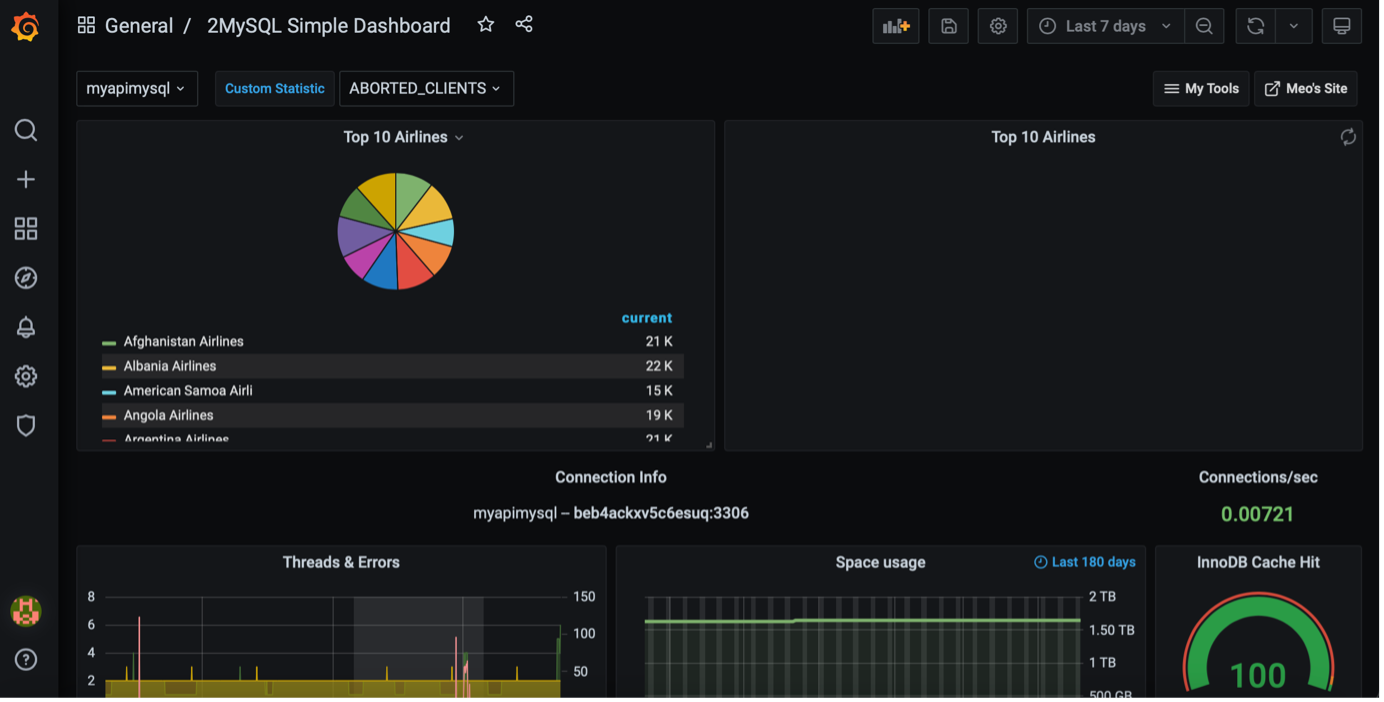 General / 2MySQL Simple Dashboard
Last 7 days
myapimysql
Custom Statistic
ABORTED_CLIENTS
My Tools
Meo's Site
Top 10 Airlines
current
Afghanistan Airlines 21 K
Albania Airlines 22 K
American Samoa Airli 15 K
Angola Airlines 19 K
Argentina Airlines 21 K
Top 10 Airlines
Connection Info
myapimysql – beb4ackxv5c6esuq:3306
Connections/sec
0.00721
Threads & Errors
8
6
4
2
150
100
50
Space usage
Last 180 days
2 TB
1.50 TB
1 TB
500 GB
InnoDB Cache Hit
100